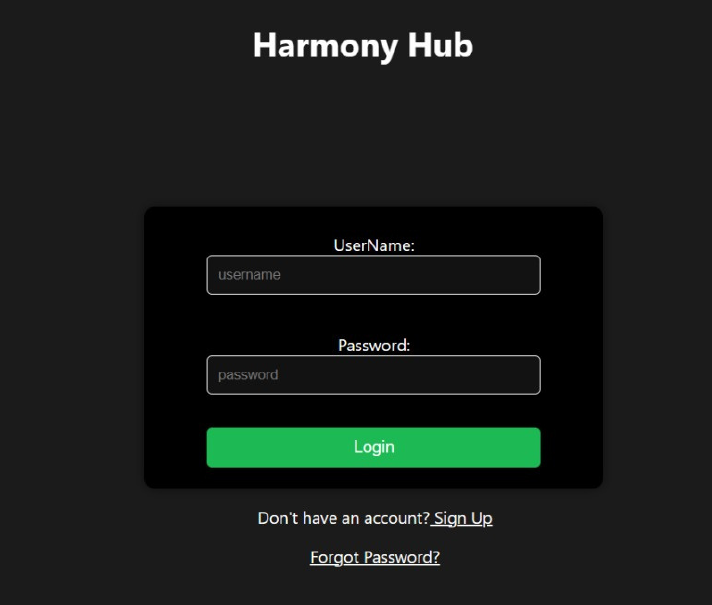 Harmony Hub
UserName:
username
Password:
password
Login
Don't have an account? Sign Up
Forgot Password?